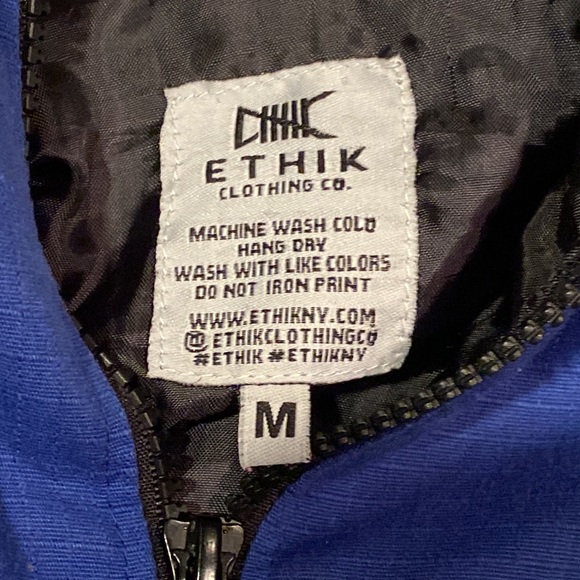 ETHIK
CLOTHING CO.
MACHINE WASH COLD
HANG DRY
WASH WITH LIKE COLORS
DO NOT IRON PRINT
WWW.ETHIKNY.COM
@ETHIKCLOTHINGCO
#ETHIK #ETHIKNY
M